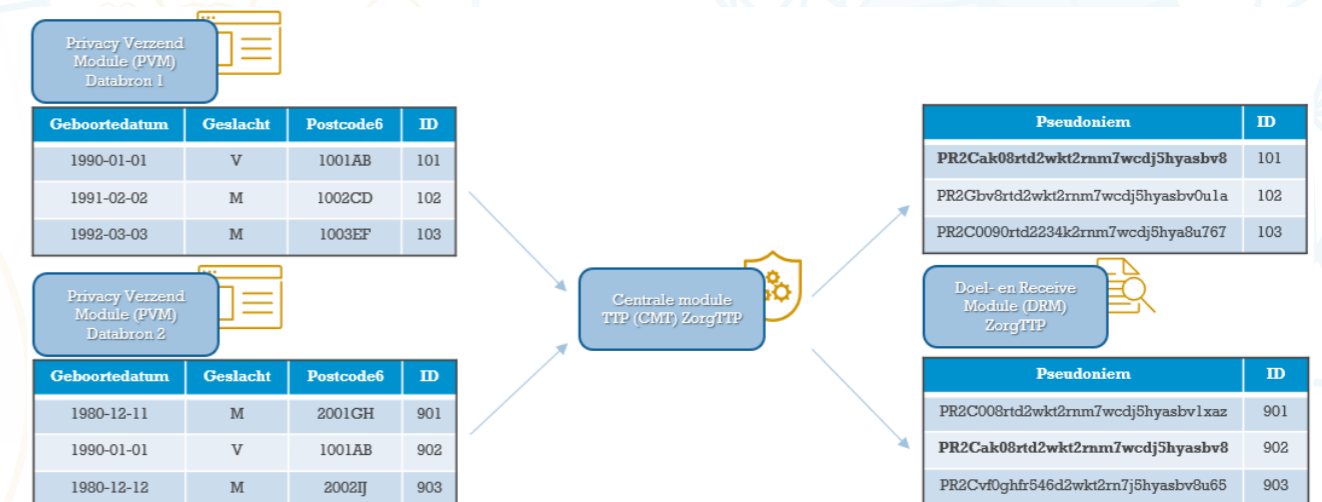 Privacy Verzend
Module (PVM)
Databron 1
Geboortedatum Geslacht Postcode6 ID
1990-01-01 V 1001AB 101
1991-02-02 M 1002CD 102
1992-03-03 M 1003EF 103
Privacy Verzend
Module (PVM)
Databron 2
Geboortedatum Geslacht Postcode6 ID
1980-12-11 M 2001GH 901
1990-01-01 V 1001AB 902
1980-12-12 M 2002IJ 903
Centrale module
TTP (CMT) ZorgTTP
Pseudoniem ID
PR2Cak08rtd2wkt2rnm7wcdj5hyasbv8 101
PR2Gbv8rtd2wkt2rnm7wcdj5hyasbv0u1a 102
PR2C0090rtd2234k2rnm7wcdj5hya8u767 103
Doel- en Receive
Module (DRM)
ZorgTTP
Pseudoniem ID
PR2C008rtd2wkt2rnm7wcdj5hyasbv1xaz 901
PR2Cak08rtd2wkt2rnm7wcdj5hyasbv8 902
PR2Cvf0ghfr546d2wkt2rn7j5hyasbv8u65 903